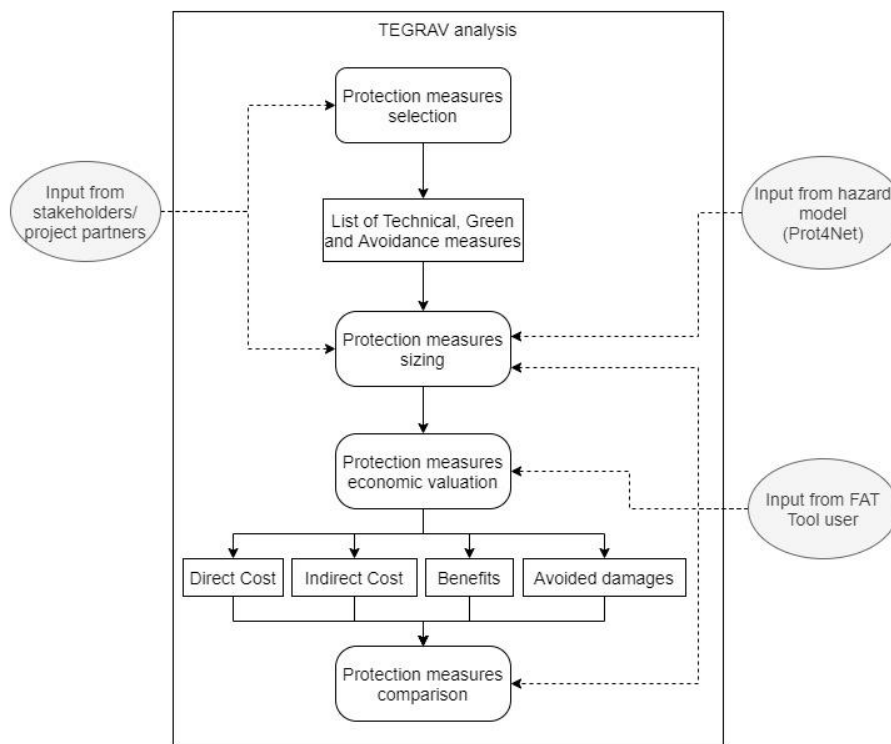 TEGRAV analysis
Protection measures
selection
Input from
stakeholders/
project partners
Input from hazard
model
(Prot4Net)
List of Technical, Green
and Avoidance measures
Protection measures
sizing
Protection measures
economic valuation
Input from FAT
Tool user
Direct Cost
Indirect Cost
Benefits
Avoided damages
Protection measures
comparison